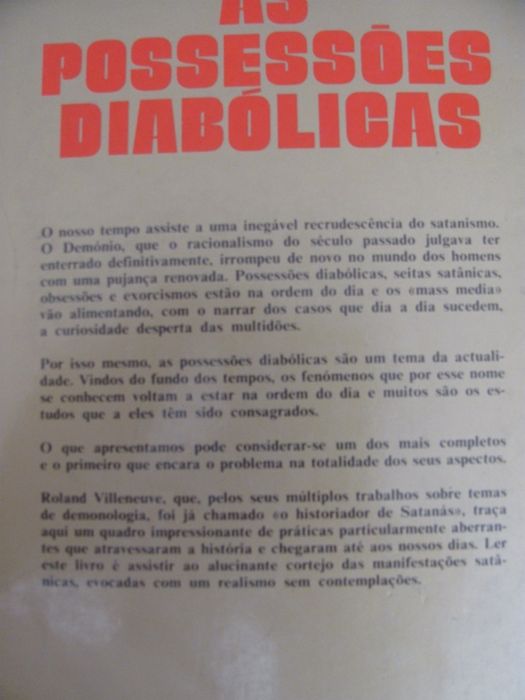 AS
POSSESSÕES
DIABÓLICAS
O nosso tempo assiste a uma inegável recrudescência do satanismo.
O Demónio, que o racionalismo do século passado julgava ter
enterrado definitivamente, irrompeu de novo no mundo dos homens
com uma pujança renovada. Possessões diabólicas, seitas satânicas,
obsessões e exorcismos estão na ordem do dia e os «mass media»
vão alimentando, com o narrar dos casos que dia a dia sucedem,
a curiosidade desperta das multidões.
Por isso mesmo, as possessões diabólicas são um tema da actuali-
dade. Vindos do fundo dos tempos, os fenómenos que por esse nome
se conhecem voltam a estar na ordem do dia e muitos são os es-
tudos que a eles têm sido consagrados.
O que apresentamos pode considerar-se um dos mais completos
e o primeiro que encara o problema na totalidade dos seus aspectos.
Roland Villeneuve, que, pelos seus múltiplos trabalhos sobre temas
de demonologia, foi já chamado «o historiador de Satanás», traça
aqui um quadro impressionante de práticas particularmente aberran-
tes que atravessaram a história e chegaram até aos nossos dias. Ler
este livro é assistir ao alucinante cortejo das manifestações satâ-
nicas, evocadas com um realismo sem contemplações.